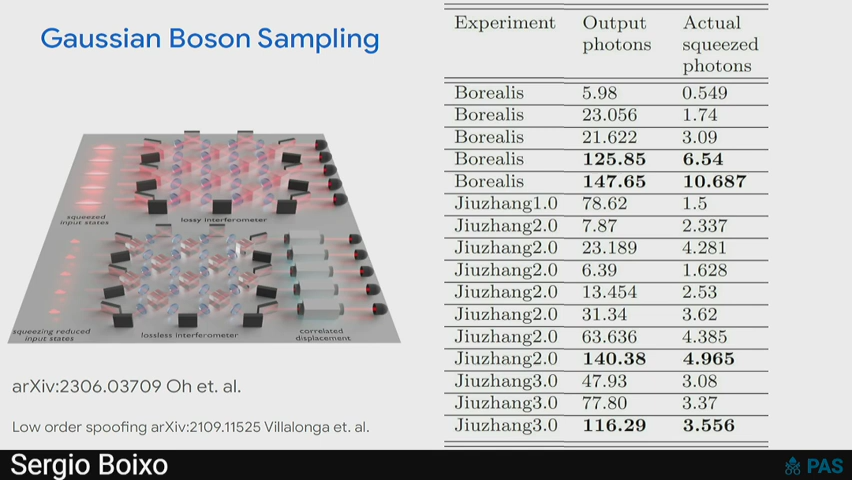 Gaussian Boson Sampling
squeezed
input states
lossy interferometer
squeezing reduced
input states
lossless interferometer
correlated
displacement
arXiv:2306.03709 Oh et. al.
Low order spoofing arXiv:2109.11525 Villalonga et. al.
Experiment Output photons Actual squeezed photons
Borealis 5.98 0.549
Borealis 23.056 1.74
Borealis 21.622 3.09
Borealis 125.85 6.54
Borealis 147.65 10.687
Jiuzhang1.0 78.62 1.5
Jiuzhang2.0 7.87 2.337
Jiuzhang2.0 23.189 4.281
Jiuzhang2.0 6.39 1.628
Jiuzhang2.0 13.454 2.53
Jiuzhang2.0 31.34 3.62
Jiuzhang2.0 63.636 4.385
Jiuzhang2.0 140.38 4.965
Jiuzhang3.0 47.93 3.08
Jiuzhang3.0 77.80 3.37
Jiuzhang3.0 116.29 3.556
Sergio Boixo
PAS